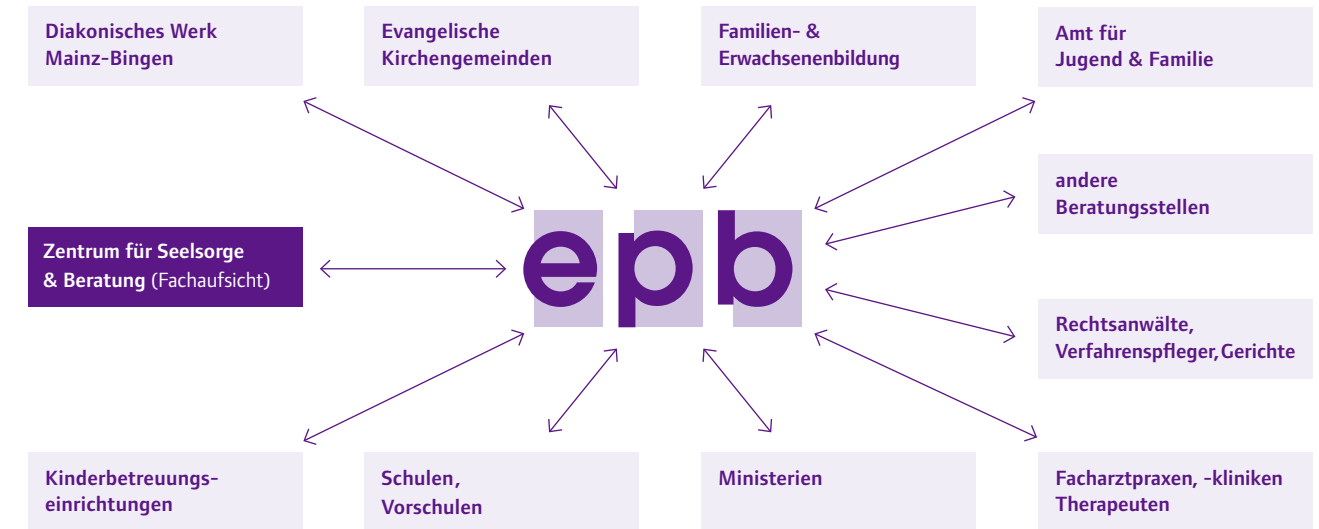 Diakonisches Werk
Mainz-Bingen
Evangelische
Kirchengemeinden
Familien- &
Erwachsenenbildung
Amt für
Jugend & Familie
andere
Beratungsstellen
Zentrum für Seelsorge
& Beratung (Fachaufsicht)
epb
Rechtsanwälte,
Verfahrenspfleger, Gerichte
Kinderbetreuungs-
einrichtungen
Schulen,
Vorschulen
Ministerien
Facharztpraxen, -kliniken
Therapeuten